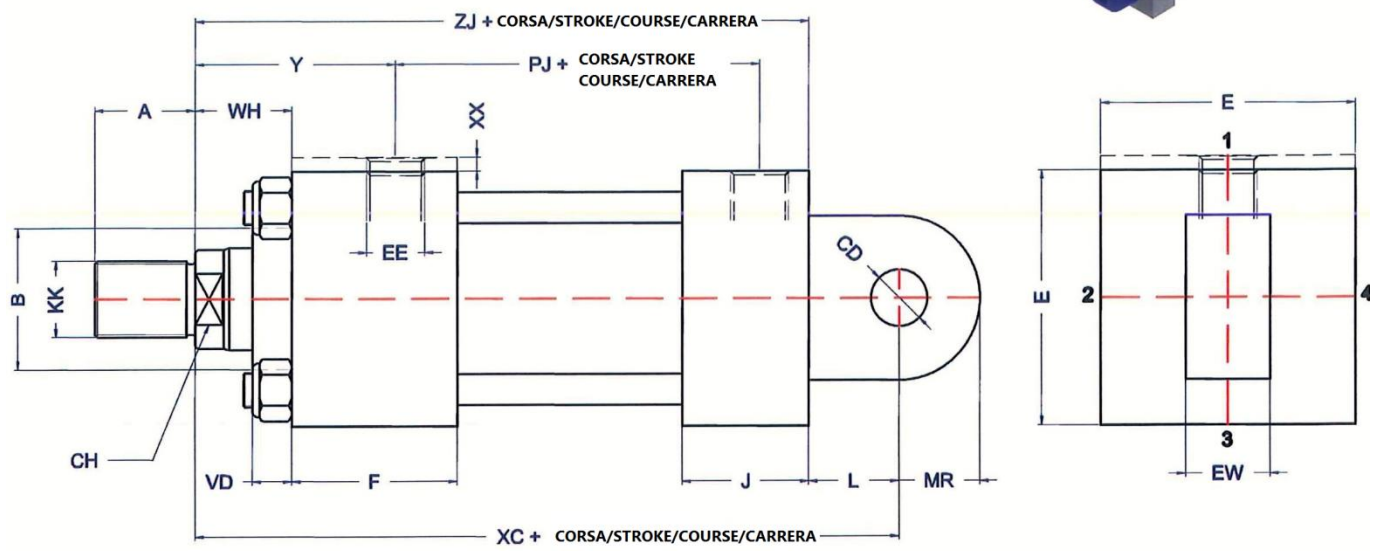 ZJ + CORSA/STROKE/COURSE/CARRERA
Y
PJ + CORSA/STROKE
COURSE/CARRERA
A
WH
XX
E
1
EE
CD
B
KK
E
2
4
CH
VD
F
J
L
MR
3
EW
XC + CORSA/STROKE/COURSE/CARRERA